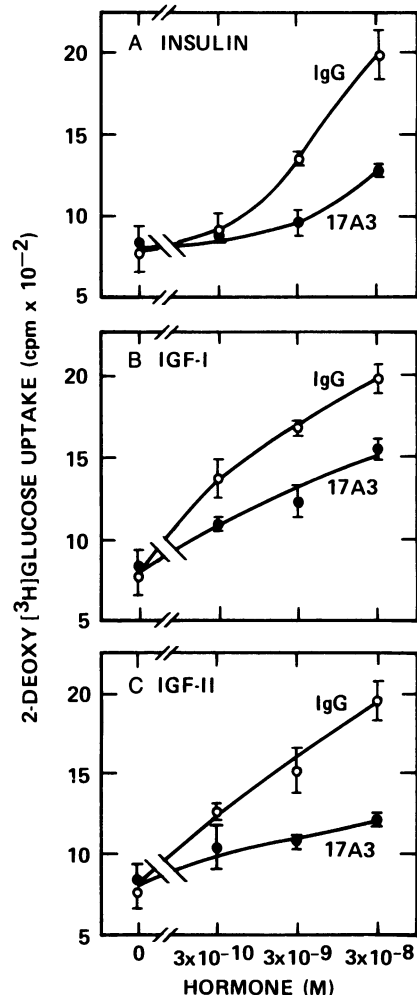 A INSULIN
20
15
10
5
IgG
17A3
B IGF-I
20
15
10
5
IgG
17A3
C IGF-II
20
15
10
5
IgG
17A3
2-DEOXY [³H]GLUCOSE UPTAKE (cpm x 10⁻²)
0 3x10⁻¹⁰ 3x10⁻⁹ 3x10⁻⁸
HORMONE (M)